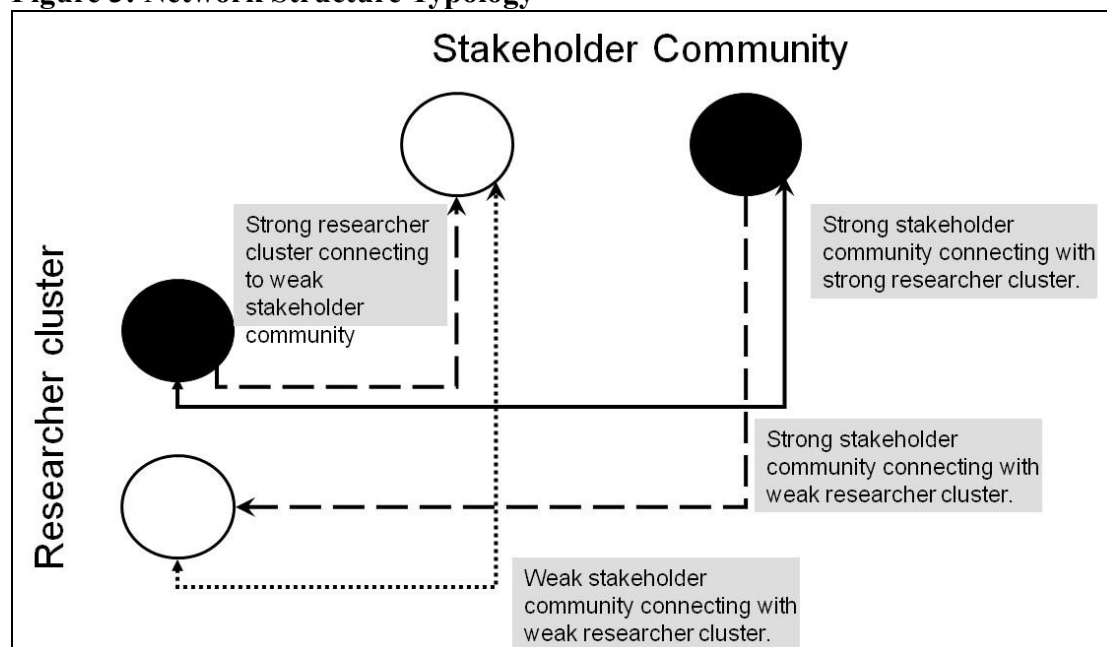 Figure 3: Network Structure Typology
Stakeholder Community
Researcher cluster
Strong researcher
cluster connecting
to weak
stakeholder
community
Strong stakeholder
community connecting with
strong researcher cluster.
Strong stakeholder
community connecting with
weak researcher cluster.
Weak stakeholder
community connecting with
weak researcher cluster.